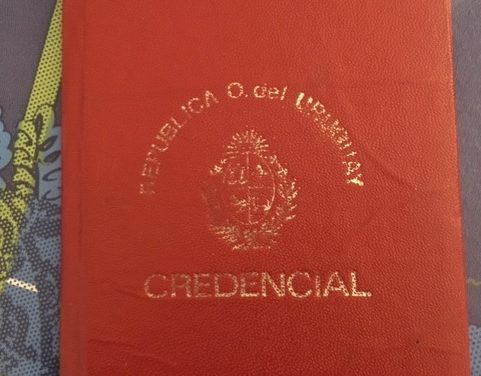 REPUBLICA O. del URUGUAY
CREDENCIAL